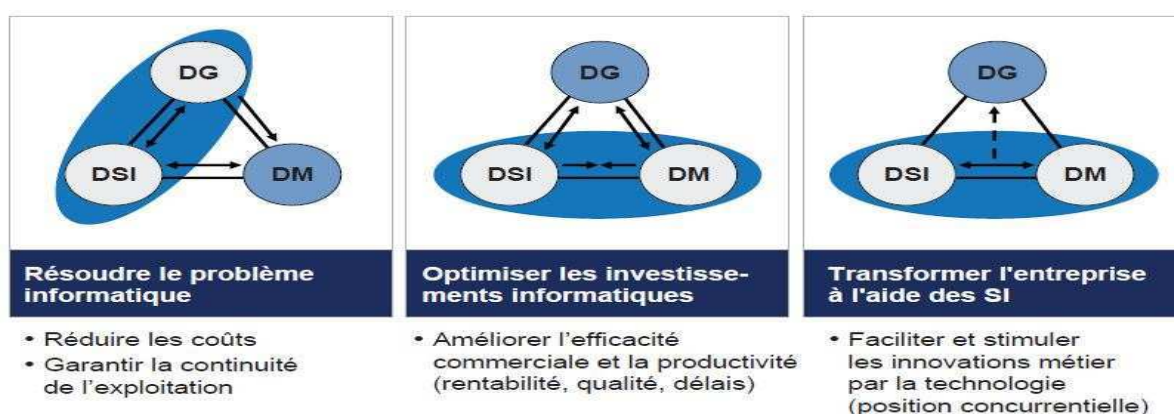 DG
DSI
DM
Résoudre le problème
informatique
• Réduire les coûts
• Garantir la continuité
de l'exploitation
DG
DSI
DM
Optimiser les investisse-
ments informatiques
• Améliorer l'efficacité
commerciale et la productivité
(rentabilité, qualité, délais)
DG
DSI
DM
Transformer l'entreprise
à l'aide des SI
• Faciliter et stimuler
les innovations métier
par la technologie
(position concurrentielle)